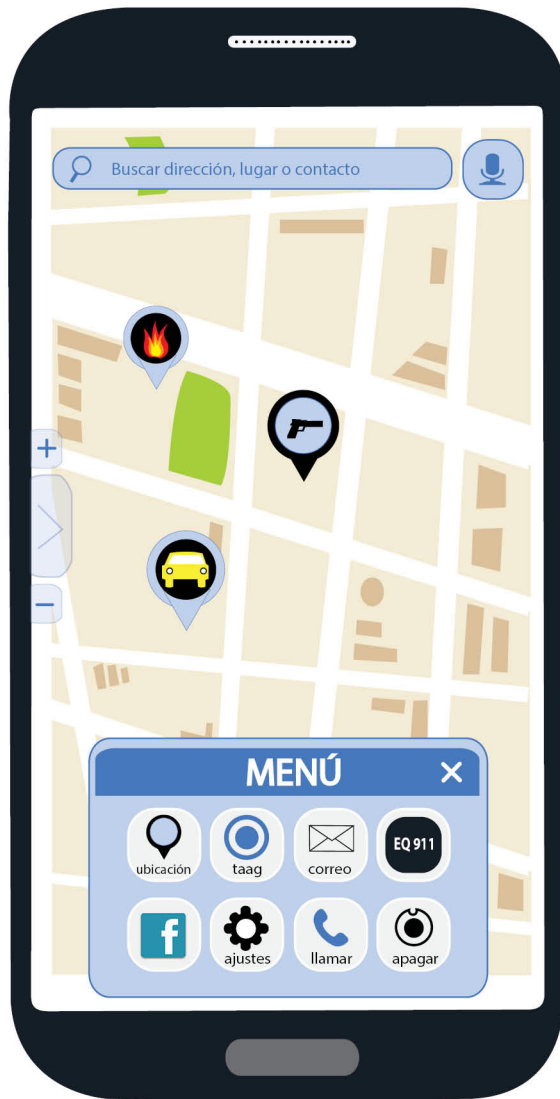 Buscar dirección, lugar o contacto
MENÚ
ubicación
taag
correo
EQ 911
f
ajustes
llamar
apagar